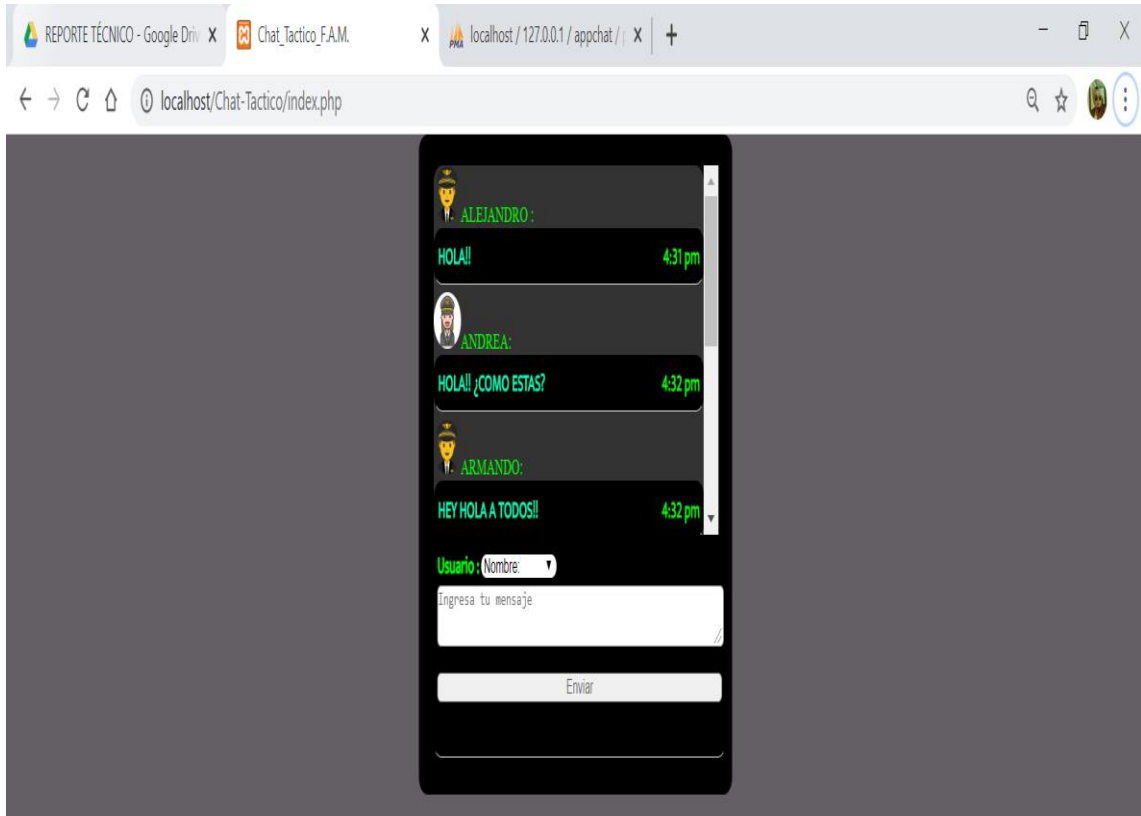 REPORTE TÉCNICO - Google Driv
Chat_Tactico_F.A.M.
PMA localhost / 127.0.0.1 / appchat /
localhost/Chat-Tactico/index.php
ALEJANDRO :
HOLA!! 4:31 pm
ANDREA:
HOLA!! ¿COMO ESTAS? 4:32 pm
ARMANDO:
HEY HOLA A TODOS!! 4:32 pm
Usuario : Nombre:
Ingresa tu mensaje
Enviar